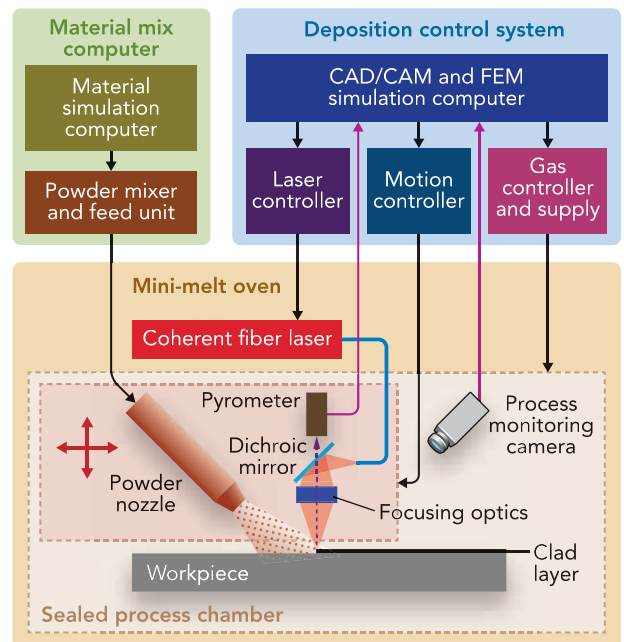 Material mix
computer
Deposition control system
Material
simulation
computer
CAD/CAM and FEM
simulation computer
Powder mixer
and feed unit
Laser
controller
Motion
controller
Gas
controller
and supply
Mini-melt oven
Coherent fiber laser
Pyrometer
Process
monitoring
camera
Dichroic
mirror
Powder
nozzle
Focusing optics
Workpiece
Clad
layer
Sealed process chamber